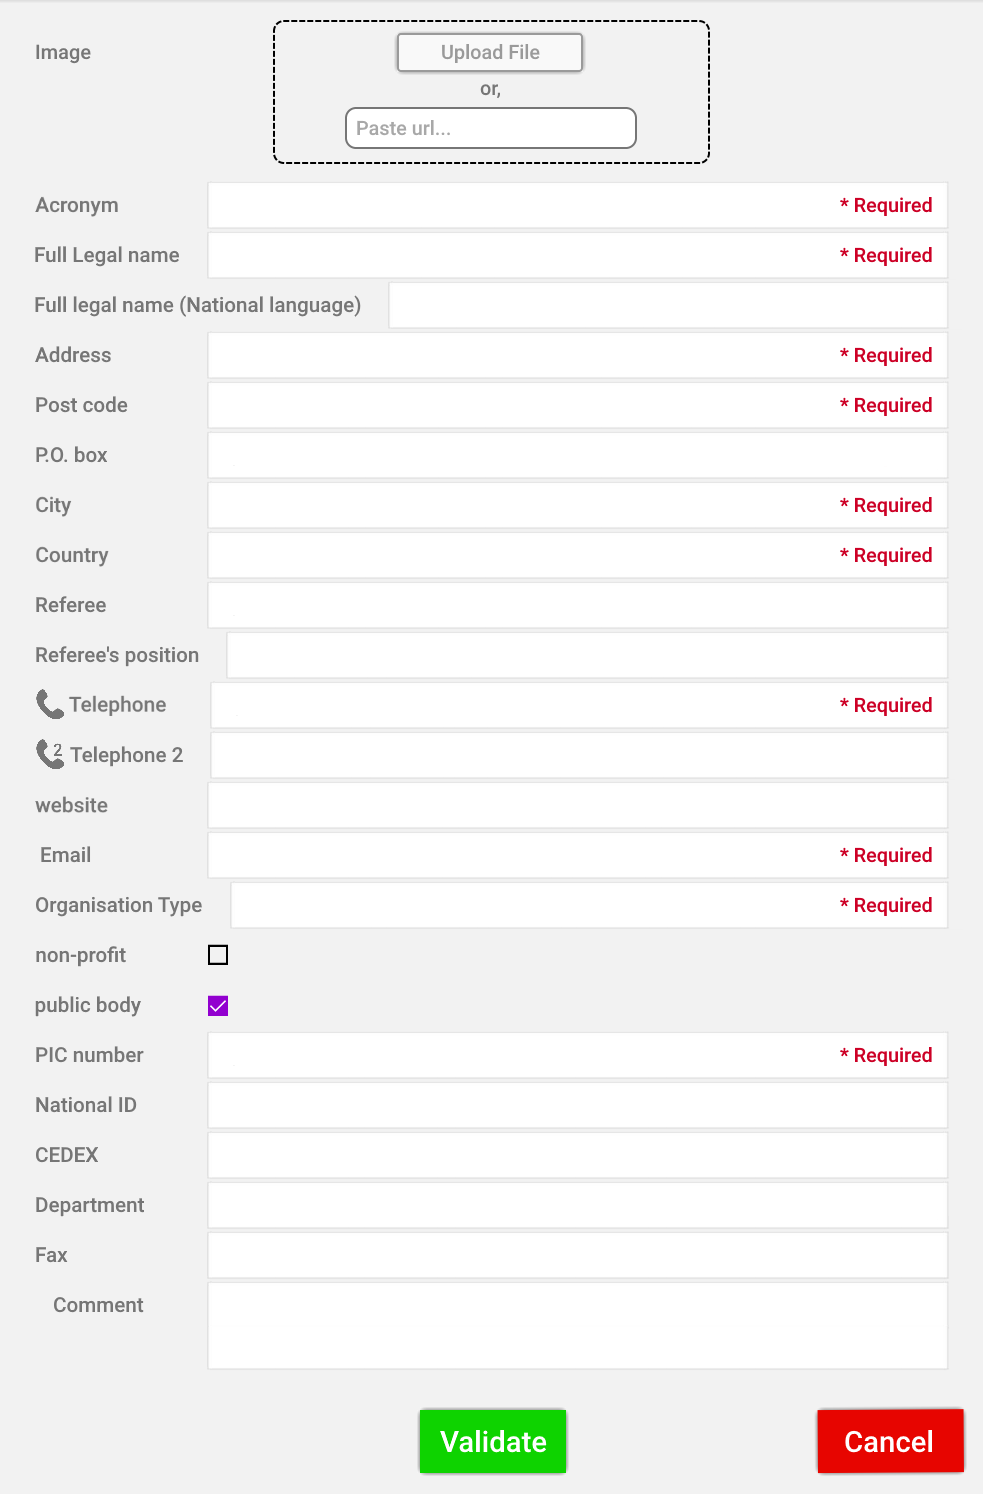 Image
Upload File
or,
Paste url...
Acronym * Required
Full Legal name * Required
Full legal name (National language)
Address * Required
Post code * Required
P.O. box
City * Required
Country * Required
Referee
Referee's position
Telephone * Required
2 Telephone 2
website
Email * Required
Organisation Type * Required
non-profit
public body
PIC number * Required
National ID
CEDEX
Department
Fax
Comment
Validate Cancel